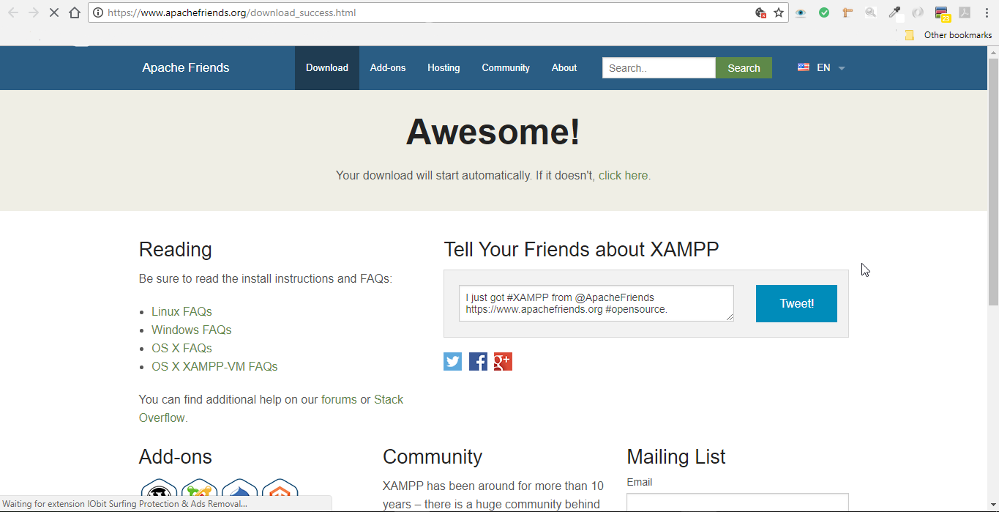 https://www.apachefriends.org/download_success.html
23
Other bookmarks
Apache Friends Download Add-ons Hosting Community About Search.. Search EN
Awesome!
Your download will start automatically. If it doesn't, click here.
Reading
Be sure to read the install instructions and FAQs:
Linux FAQs
Windows FAQs
OS X FAQs
OS X XAMPP-VM FAQs
You can find additional help on our forums or Stack
Overflow.
Tell Your Friends about XAMPP
I just got #XAMPP from @ApacheFriends
https://www.apachefriends.org #opensource.
Tweet!
g+
Add-ons
Community
XAMPP has been around for more than 10
years – there is a huge community behind
Mailing List
Email
Waiting for extension IObit Surfing Protection & Ads Removal...